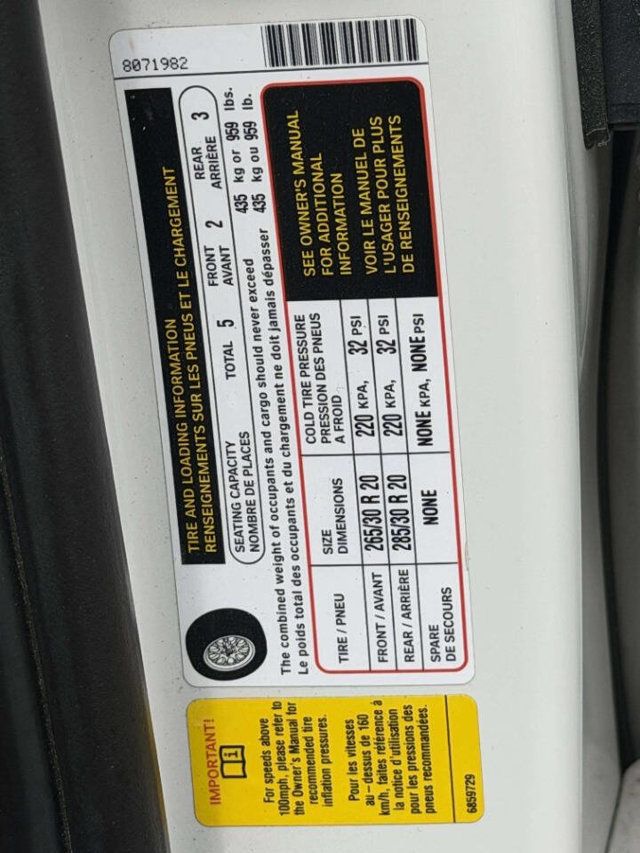 8071982
TIRE AND LOADING INFORMATION
RENSEIGNEMENTS SUR LES PNEUS ET LE CHARGEMENT
SEATING CAPACITY TOTAL 5 FRONT 2 REAR 3
NOMBRE DE PLACES AVANT ARRIÈRE
The combined weight of occupants and cargo should never exceed 435 kg or 959 lbs.
Le poids total des occupants et du chargement ne doit jamais dépasser 435 kg ou 959 lb.
TIRE / PNEU SIZE DIMENSIONS COLD TIRE PRESSURE PRESSION DES PNEUS A FROID
FRONT / AVANT 265/30 R 20 220 KPA, 32 PSI
REAR / ARRIÈRE 285/30 R 20 220 KPA, 32 PSI
SPARE DE SECOURS NONE NONE KPA, NONE PSI
SEE OWNER'S MANUAL
FOR ADDITIONAL
INFORMATION
VOIR LE MANUEL DE
L'USAGER POUR PLUS
DE RENSEIGNEMENTS
IMPORTANT!
For speeds above
100mph, please refer to
the Owner's Manual for
recommended tire
inflation pressures.
Pour les vitesses
au – dessus de 160
km/h, faites référence à
la notice d'utilisation
pour les pressions des
pneus recommandées.
6859729